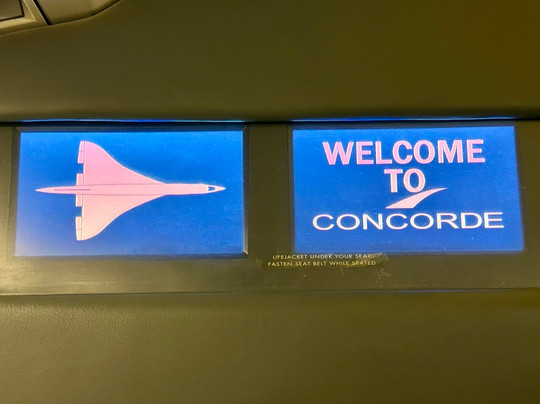 WELCOME
TO
CONCORDE
LIFEJACKET UNDER YOUR SEAT
FASTEN SEAT BELT WHILE SEATED